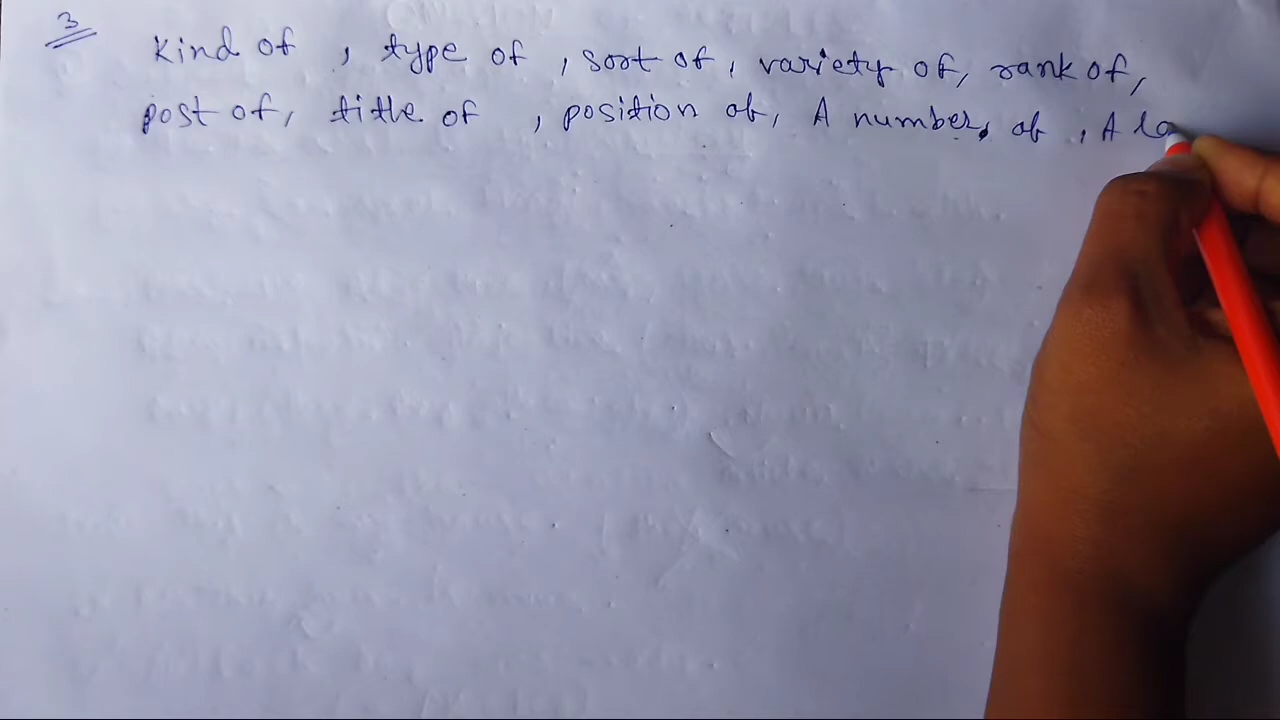 3
Kind of , type of , sort of , variety of, rank of,
post of, title of , position of, A number, of , A la